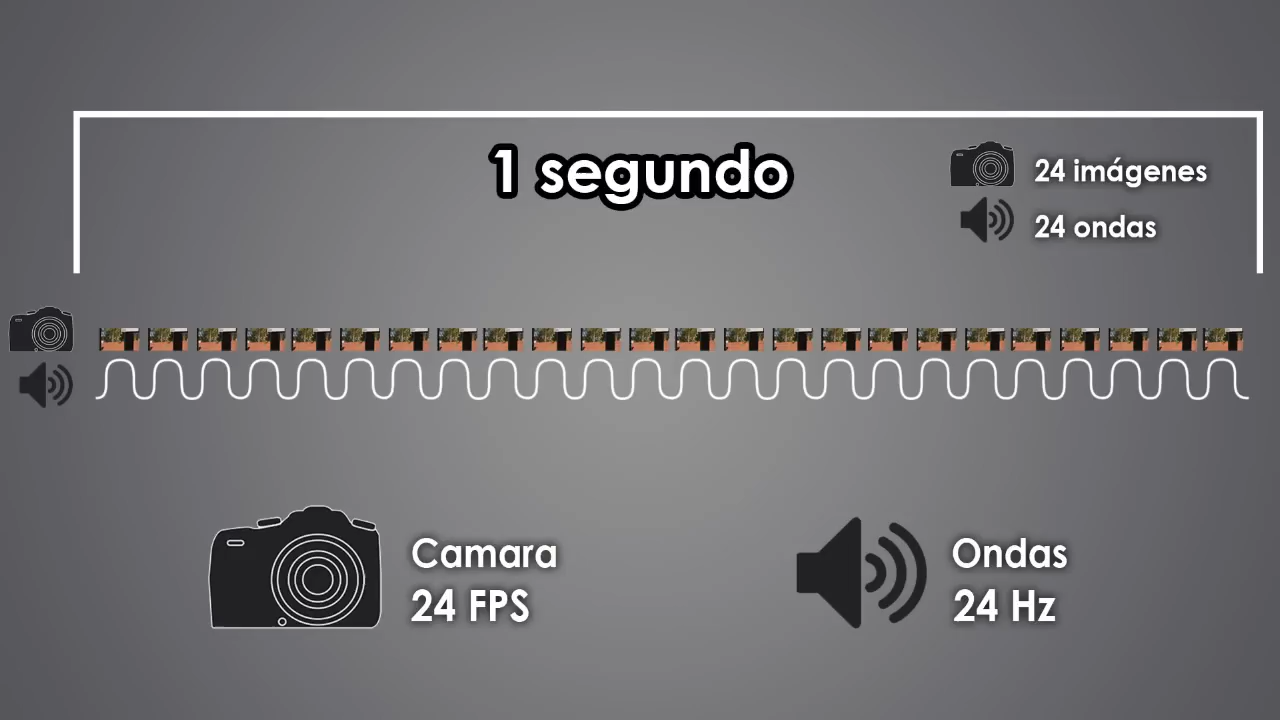 1 segundo
24 imágenes
24 ondas
Camara
24 FPS
Ondas
24 Hz